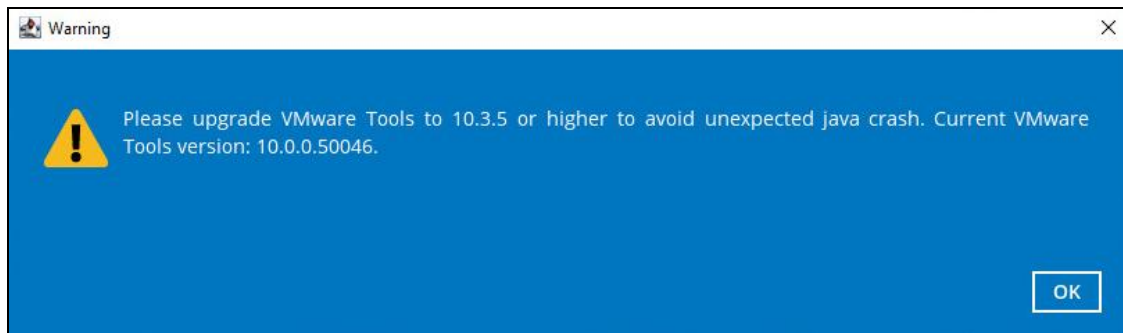 Warning
Please upgrade VMware Tools to 10.3.5 or higher to avoid unexpected java crash. Current VMware
Tools version: 10.0.0.50046.
OK